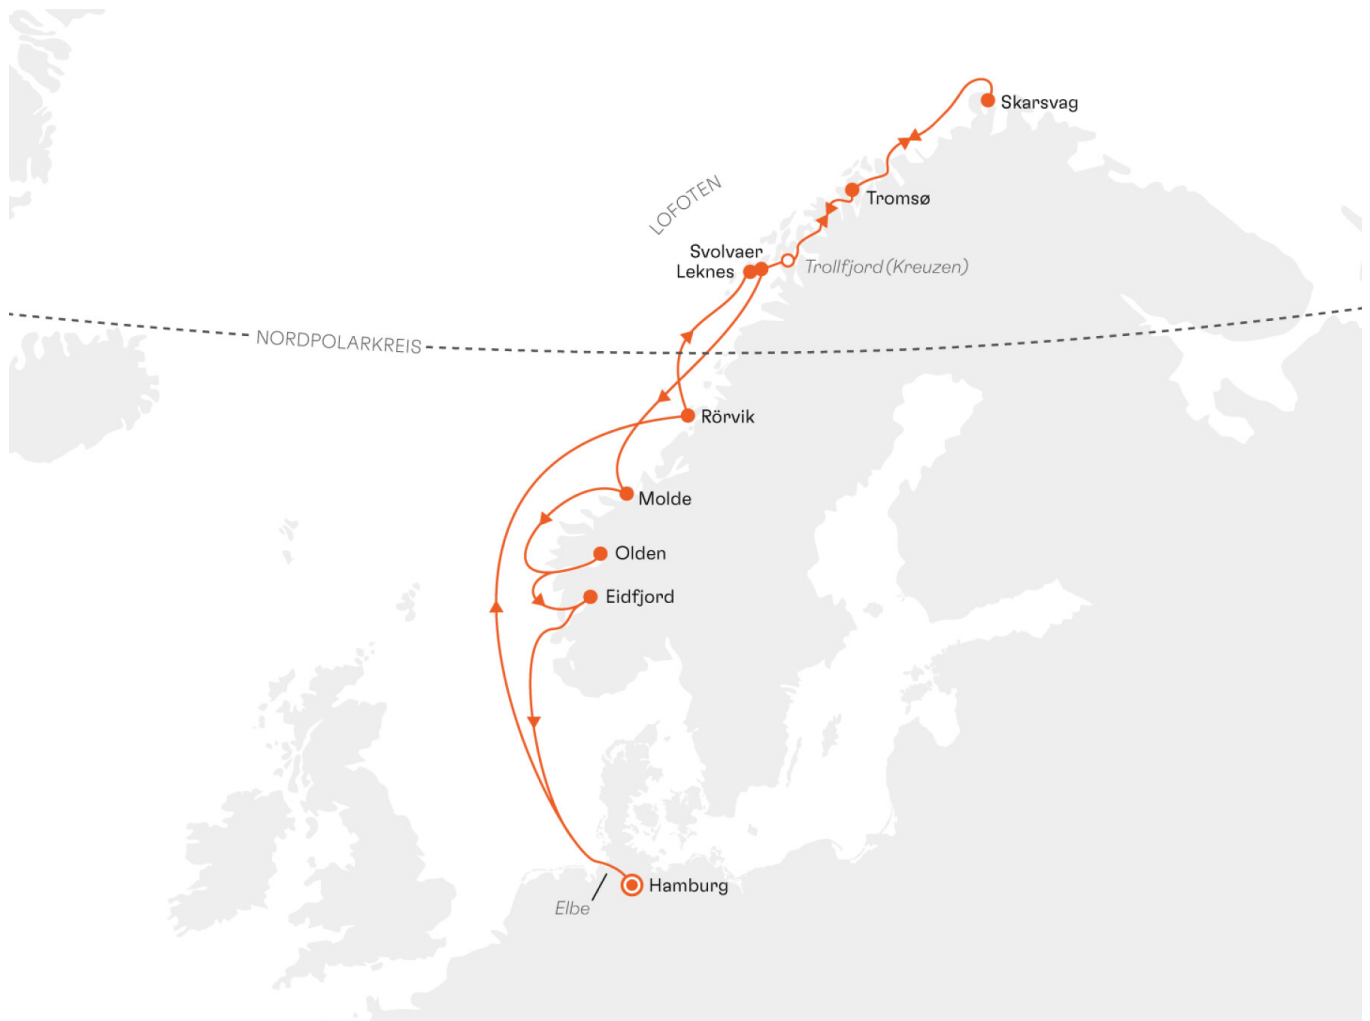 Skarsvag
Tromsø
LOFOTEN
Svolvaer
Leknes
Trollfjord (Kreuzen)
NORDPOLARKREIS
Rörvik
Molde
Olden
Eidfjord
Hamburg
Elbe